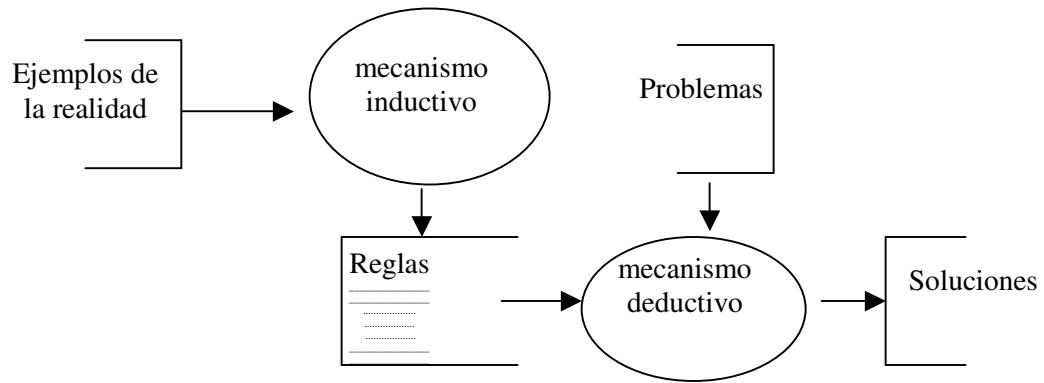 Ejemplos de
la realidad
mecanismo
inductivo
Problemas
Reglas
mecanismo
deductivo
Soluciones